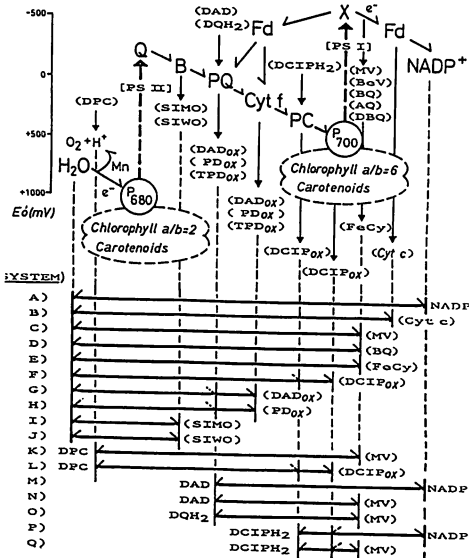 -500
0
+500
+1000
Eó(mV)
(DAD)
(DQH2)
Fd
X
e-
Fd
NADP+
Q
B
PQ
Cyt f
PC
P700
[PS II]
[PS I]
(DCIPH2)
(MV)
(BQ)
(AQ)
(DBQ)
(DPC)
(SIMO)
(SIWO)
O2+H+
H2O
Mn
e-
P680
(DADOX)
(PDOX)
(TPDOX)
(DADOX)
(PDOX)
(TPDOX)
Chlorophyll a/b=6
Carotenoids
Chlorophyll a/b=2
Carotenoids
(FeCy)
(DCIPOX)
(DCIPOX)
(Cyt c)
SYSTEM)
A) NADP
B) (Cyt c)
C) (MV)
D) (BQ)
E) (FeCy)
F) (DCIPOX)
G) (DADOX)
H) (PDOX)
I) (SIMO)
J) (SIWO)
K) DPC (MV)
L) DPC (DCIPOX)
M) DAD NADP
N) DAD (MV)
O) DQH2 (MV)
P) DCIPH2 NADP
Q) DCIPH2 (MV)